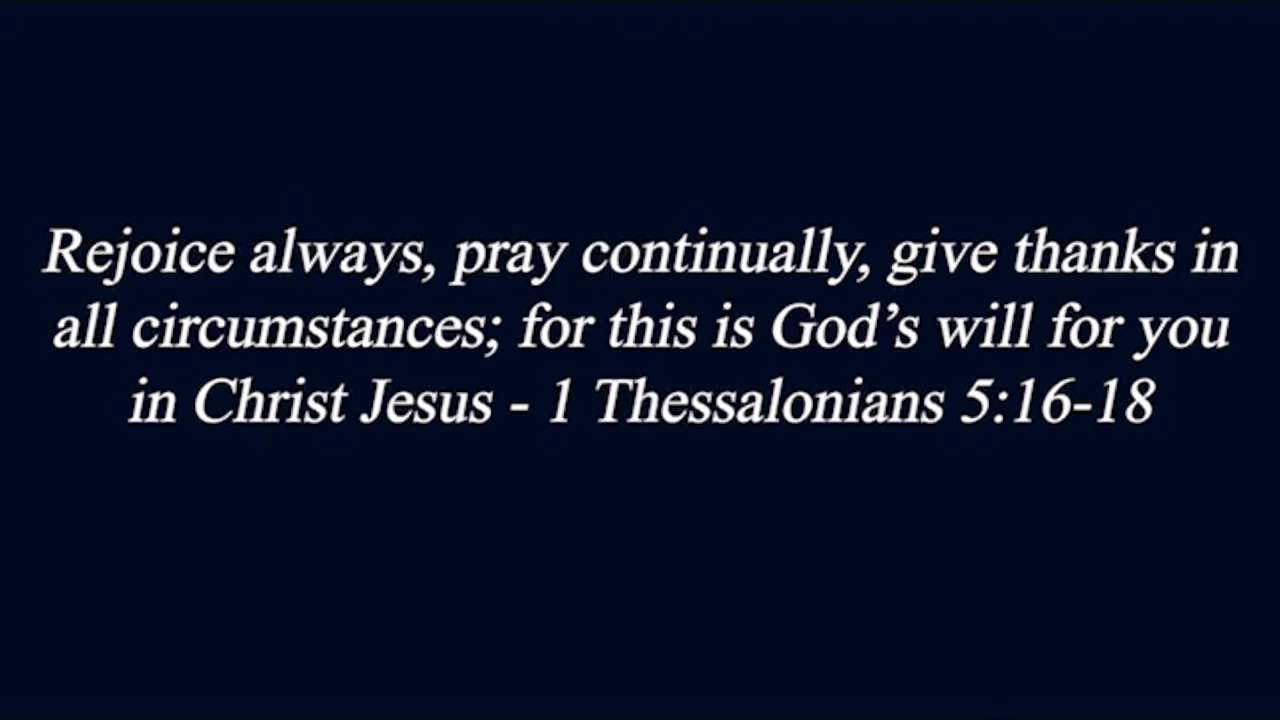 Rejoice always, pray continually, give thanks in
all circumstances; for this is God’s will for you
in Christ Jesus - 1 Thessalonians 5:16-18